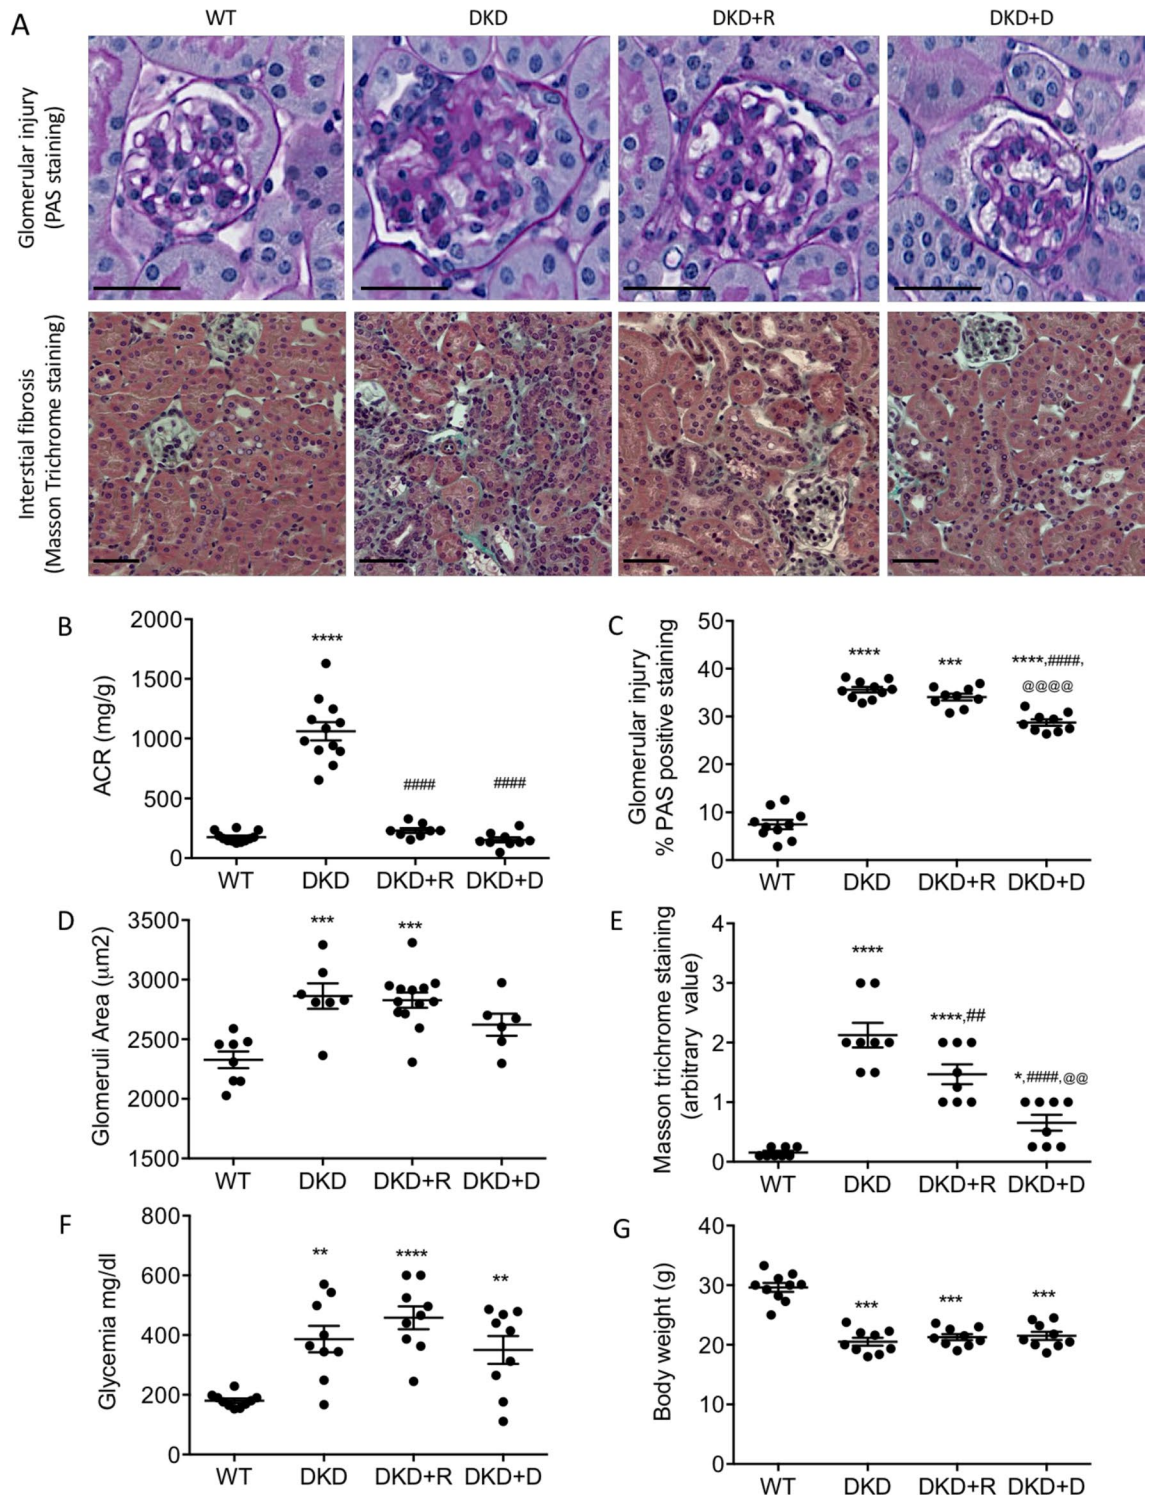 A
WT DKD DKD+R DKD+D
Glomerular injury
(PAS staining)
Interstial fibrosis
(Masson Trichrome staining)
B
ACR (mg/g)
2000
1500
1000
500
0
****
####
####
WT DKD DKD+R DKD+D
C
Glomerular injury
% PAS positive staining
50
40
30
20
10
0
****
***
****,####,
@@@@
WT DKD DKD+R DKD+D
D
Glomeruli Area (µm2)
3500
3000
2500
2000
1500
***
***
WT DKD DKD+R DKD+D
E
Masson trichrome staining
(arbitrary value)
4
3
2
1
0
****
****,##
*,####,@@
WT DKD DKD+R DKD+D
F
Glycemia mg/dl
800
600
400
200
0
**
****
**
WT DKD DKD+R DKD+D
G
Body weight (g)
40
30
20
10
0
***
***
***
WT DKD DKD+R DKD+D